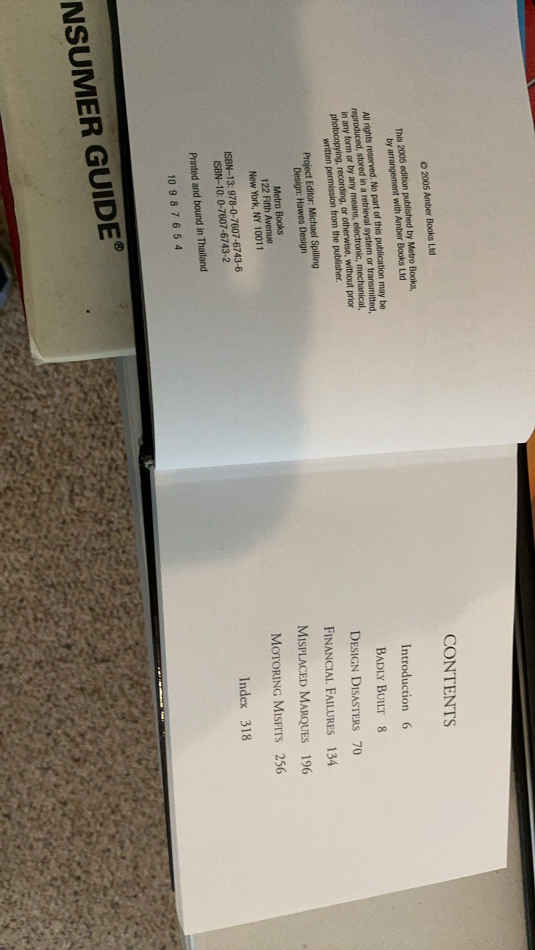 NSUMER GUIDE®
© 2005 Amber Books Ltd
This 2005 edition published by Metro Books,
by arrangement with Amber Books Ltd
All rights reserved. No part of this publication may be
reproduced, stored in a retrieval system or transmitted,
in any form or by any means, electronic, mechanical,
photocopying, recording, or otherwise, without prior
written permission from the publisher.
Project Editor: Michael Spilling
Design: Hawes Design
Metro Books
122 Fifth Avenue
New York, NY 10011
ISBN-13: 978-0-7607-6743-6
ISBN-10: 0-7607-6743-2
Printed and bound in Thailand
10 9 8 7 6 5 4
CONTENTS
Introduction 6
BADLY BUILT 8
DESIGN DISASTERS 70
FINANCIAL FAILURES 134
MISPLACED MARQUES 196
MOTORING MISFITS 256
Index 318